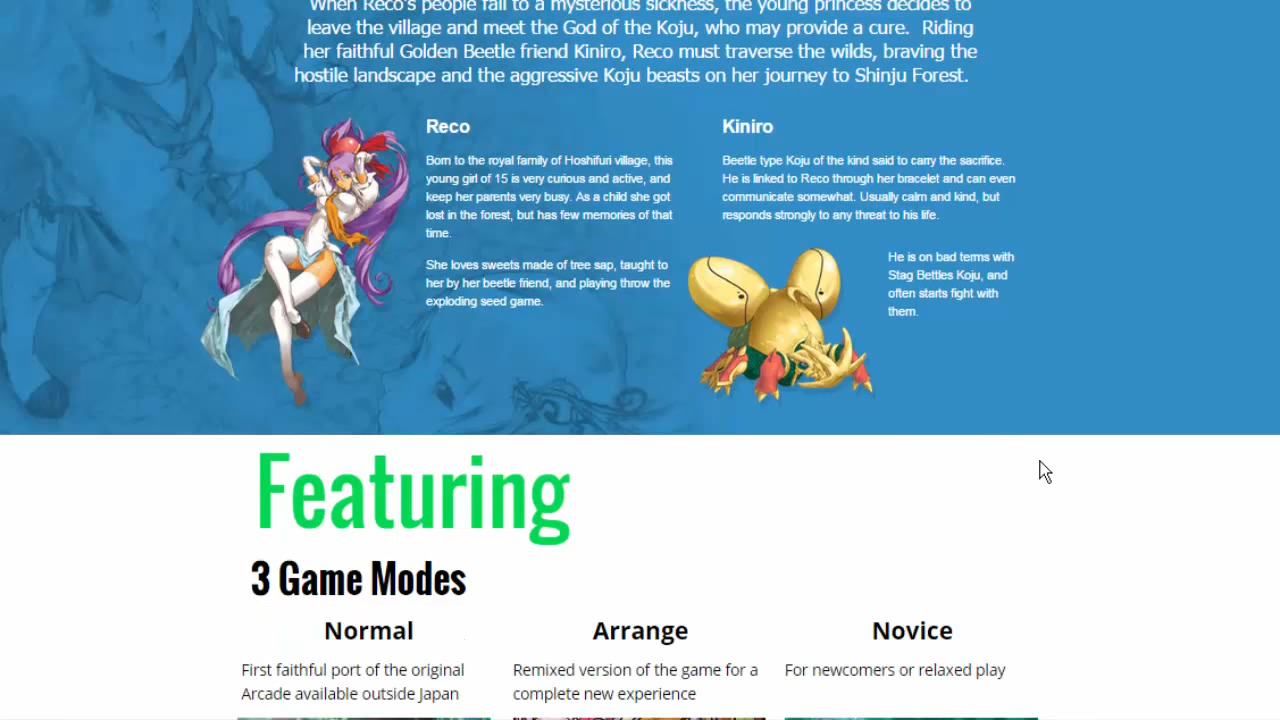 When Reco's people fall to a mysterious sickness, the young princess decides to
leave the village and meet the God of the Koju, who may provide a cure. Riding
her faithful Golden Beetle friend Kiniro, Reco must traverse the wilds, braving the
hostile landscape and the aggressive Koju beasts on her journey to Shinju Forest.
Reco
Born to the royal family of Hoshifuri village, this
young girl of 15 is very curious and active, and
keep her parents very busy. As a child she got
lost in the forest, but has few memories of that
time.
She loves sweets made of tree sap, taught to
her by her beetle friend, and playing throw the
exploding seed game.
Kiniro
Beetle type Koju of the kind said to carry the sacrifice.
He is linked to Reco through her bracelet and can even
communicate somewhat. Usually calm and kind, but
responds strongly to any threat to his life.
He is on bad terms with
Stag Bettles Koju, and
often starts fight with
them.
Featuring
3 Game Modes
Normal
First faithful port of the original
Arcade available outside Japan
Arrange
Remixed version of the game for a
complete new experience
Novice
For newcomers or relaxed play